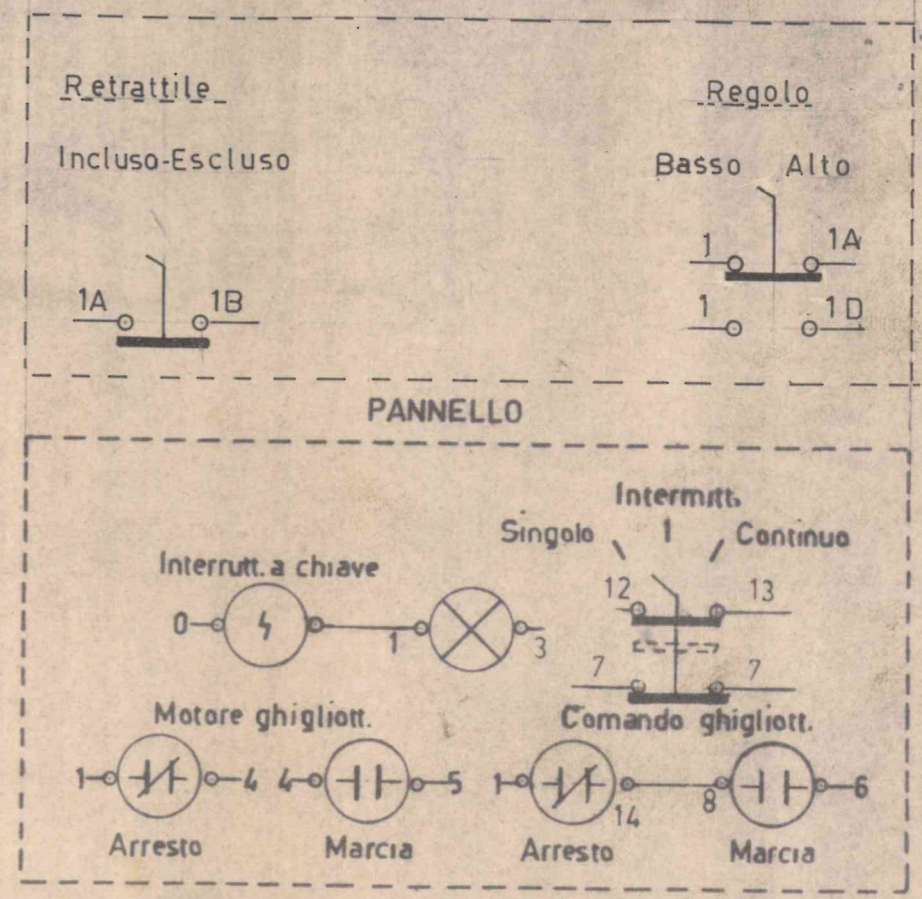 Retrattile
Regolo
Incluso-Escluso
Basso Alto
1 1A
1A 1B
1 1D
PANNELLO
Intermitt.
Singolo 1 Continuo
Interrutt. a chiave
12 13
0 1 3
7 7
Motore ghigliott.
Comando ghigliott.
1 4 4 5 1 14 8 6
Arresto Marcia Arresto Marcia